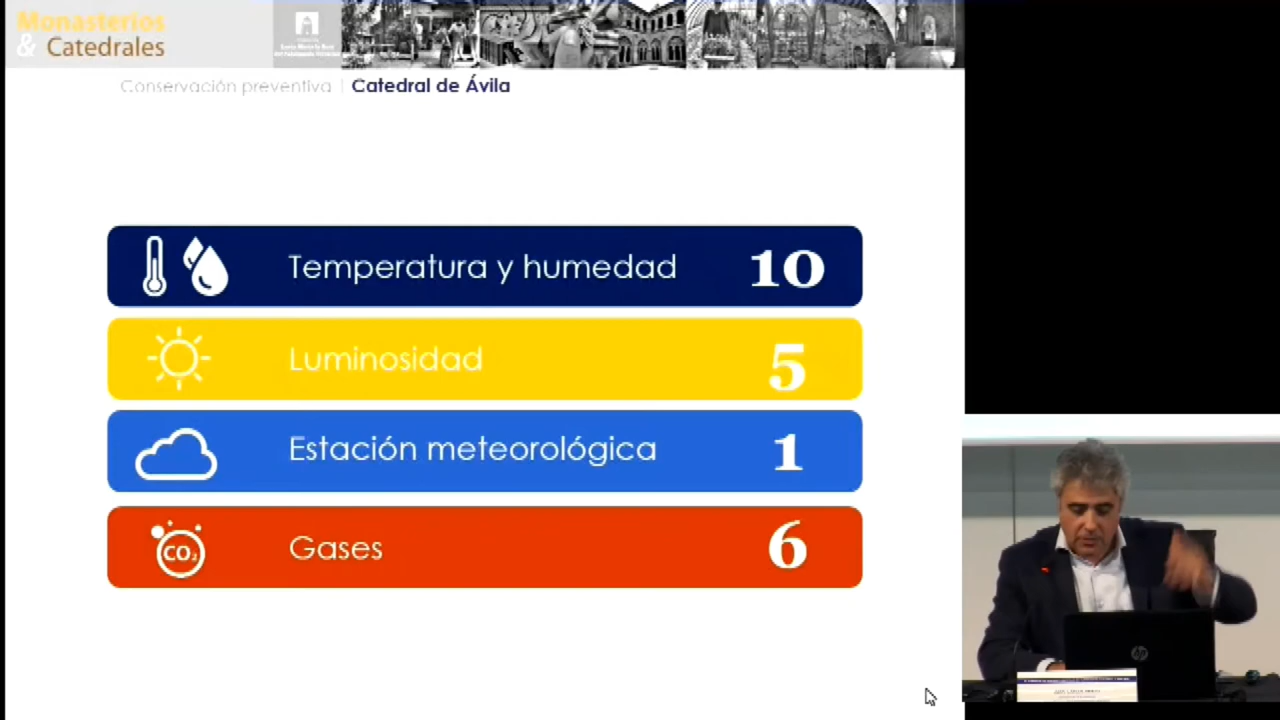 Monasterios
& Catedrales
Conservación preventiva | Catedral de Ávila
Temperatura y humedad 10
Luminosidad 5
Estación meteorológica 1
CO₂ Gases 6
hp